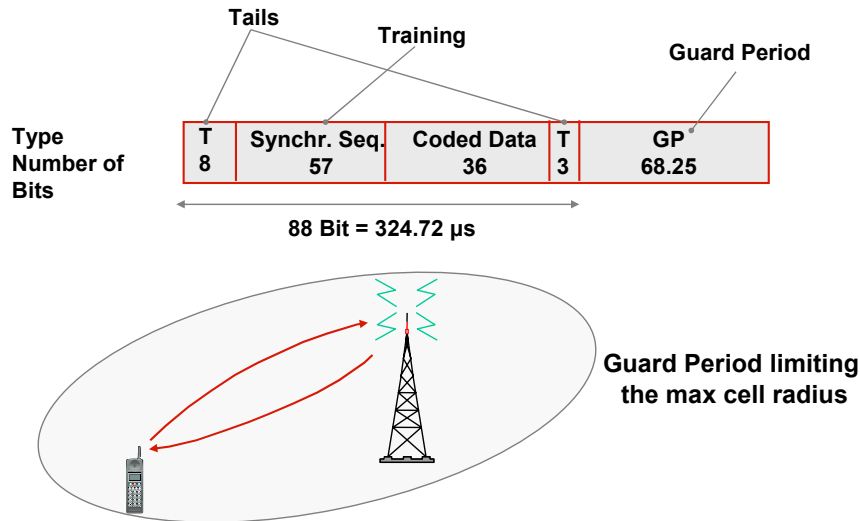 Tails
Training
Guard Period
Type
Number of
Bits
T
8
Synchr. Seq.
57
Coded Data
36
T
3
GP
68.25
88 Bit = 324.72 µs
Guard Period limiting
the max cell radius